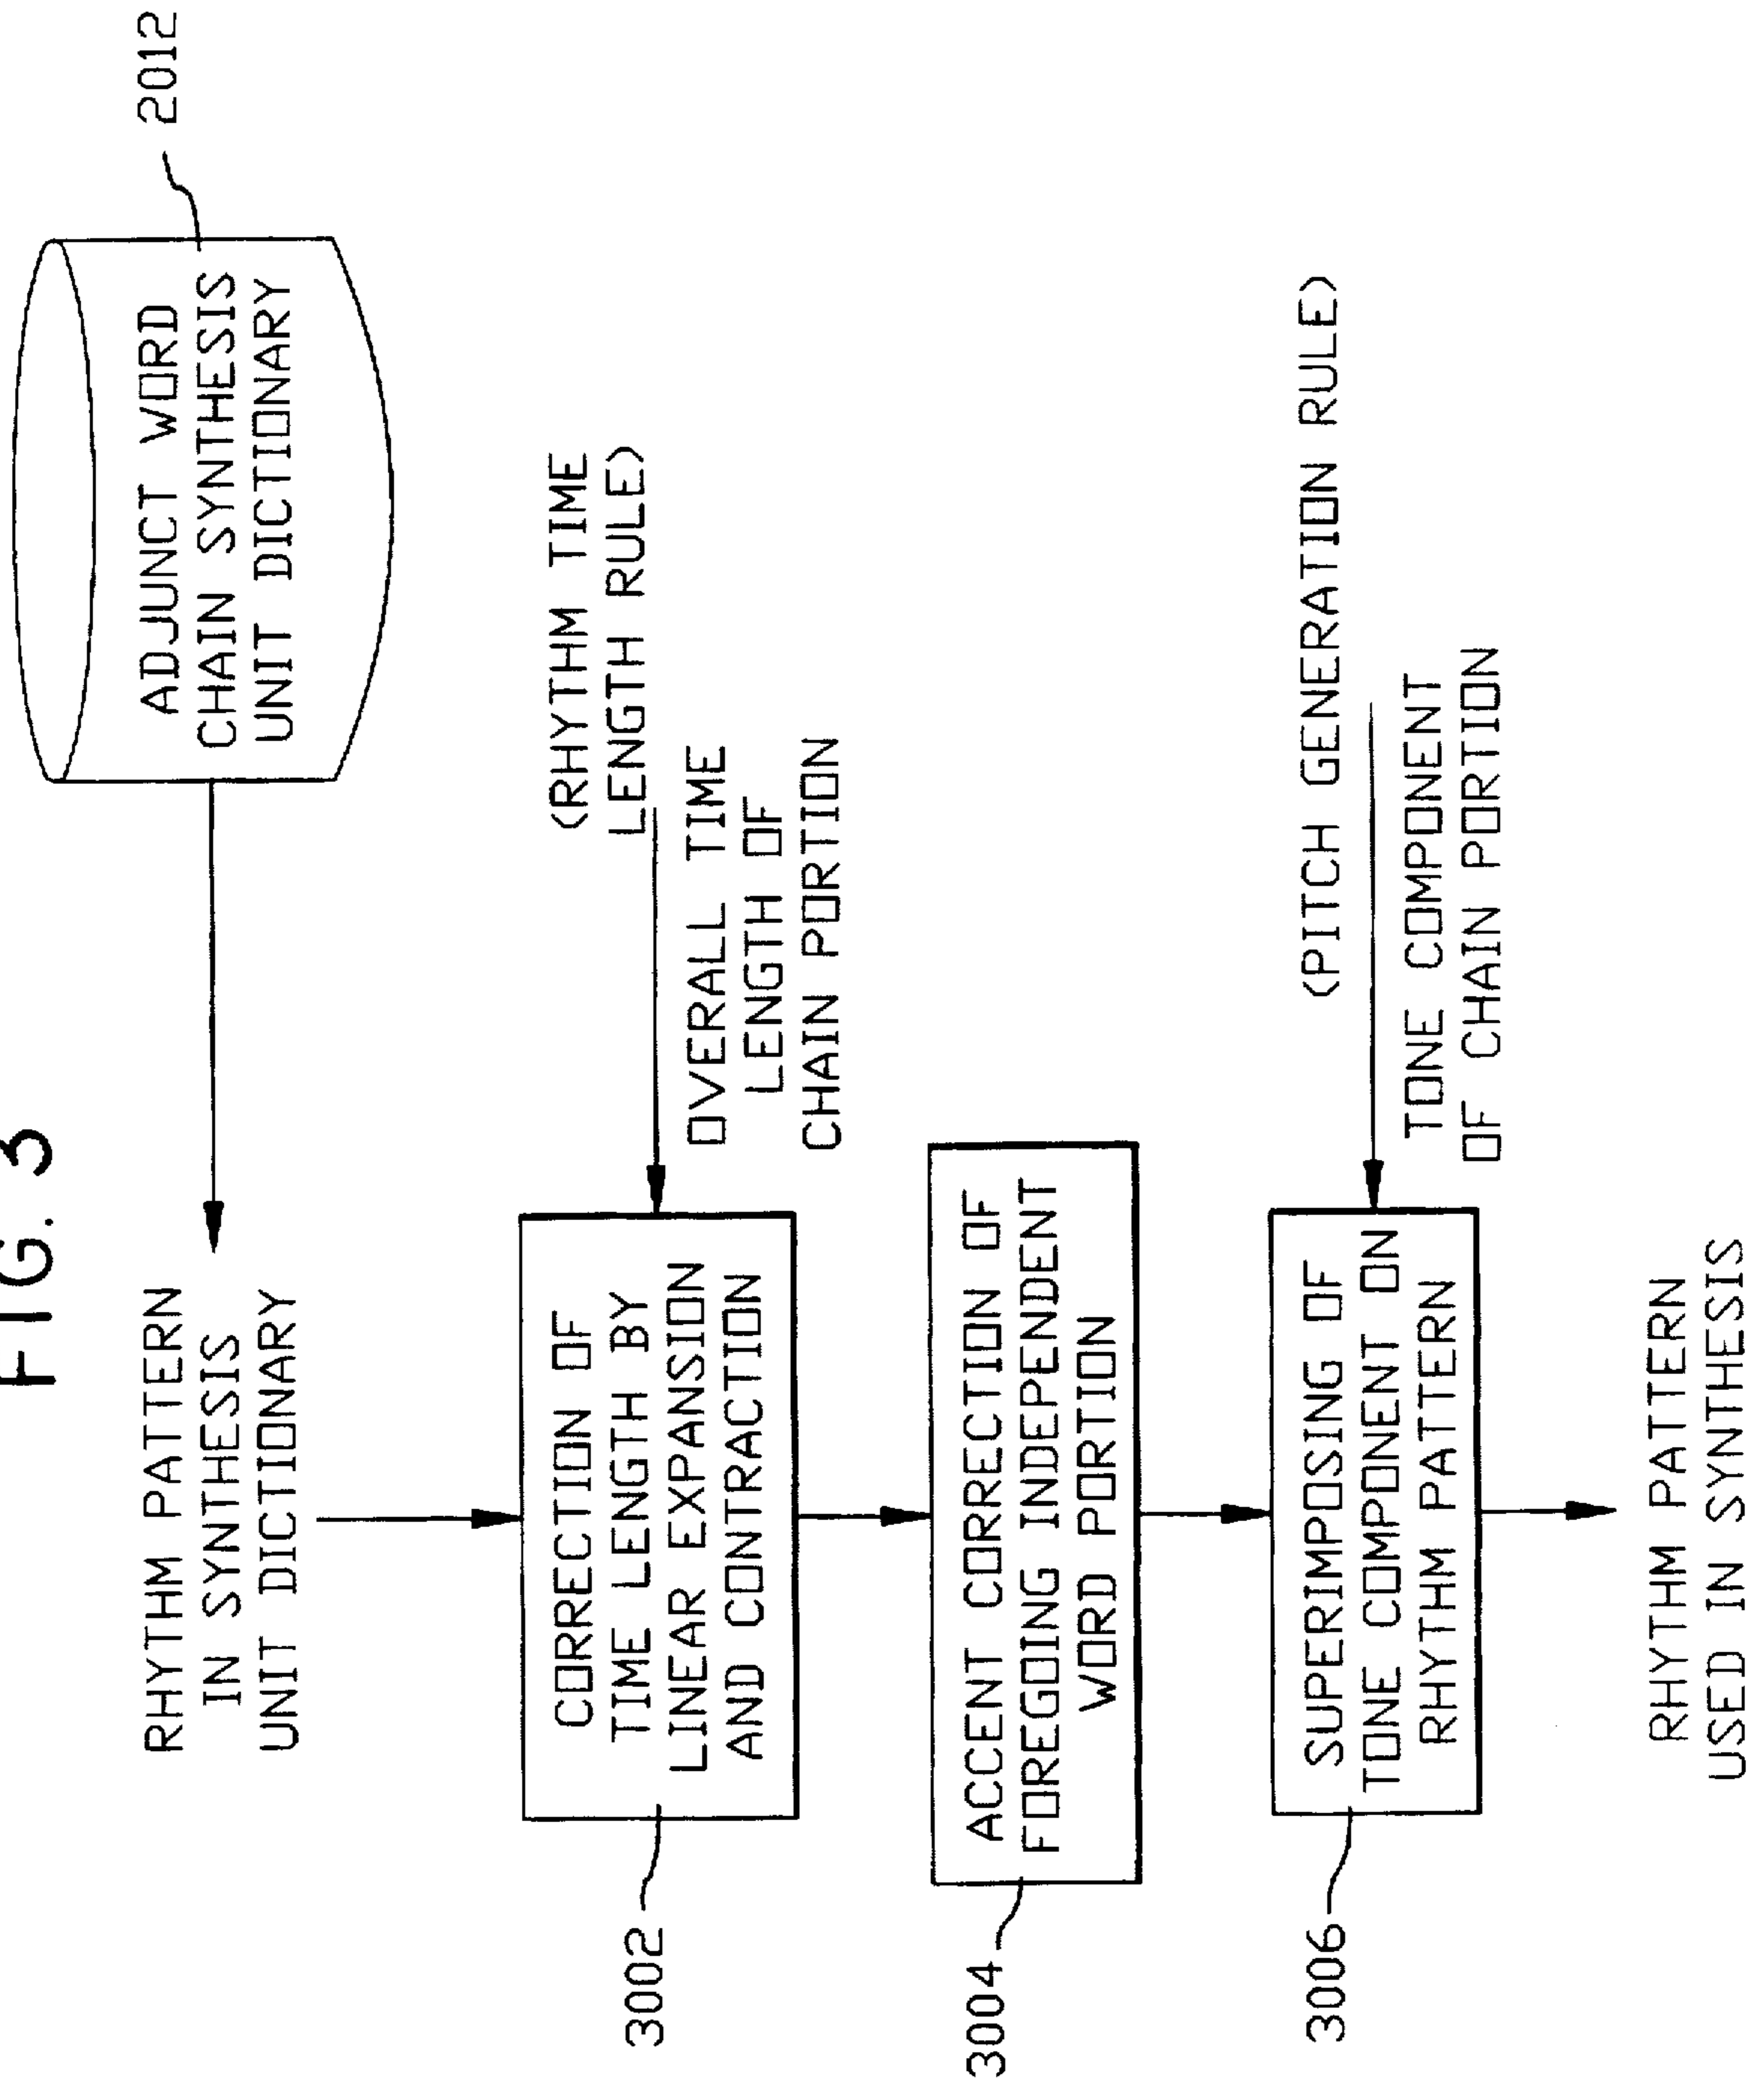 FIG. 3
RHYTHM PATTERN
IN SYNTHESIS
UNIT DICTIONARY
ADJUNCT WORD
CHAIN SYNTHESIS
UNIT DICTIONARY
2012
3002
CORRECTION OF
TIME LENGTH BY
LINEAR EXPANSION
AND CONTRACTION
(RHYTHM TIME
LENGTH RULE)
OVERALL TIME
LENGTH OF
CHAIN PORTION
3004
ACCENT CORRECTION OF
FOREGOING INDEPENDENT
WORD PORTION
3006
SUPERIMPOSING OF
TONE COMPONENT ON
RHYTHM PATTERN
(PITCH GENERATION RULE)
TONE COMPONENT
OF CHAIN PORTION
RHYTHM PATTERN
USED IN SYNTHESIS